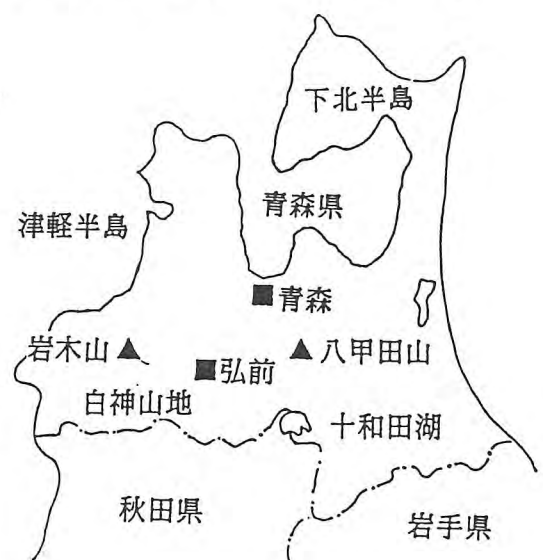 下北半島
青森県
津軽半島
青森
岩木山
八甲田山
弘前
白神山地
十和田湖
秋田県
岩手県